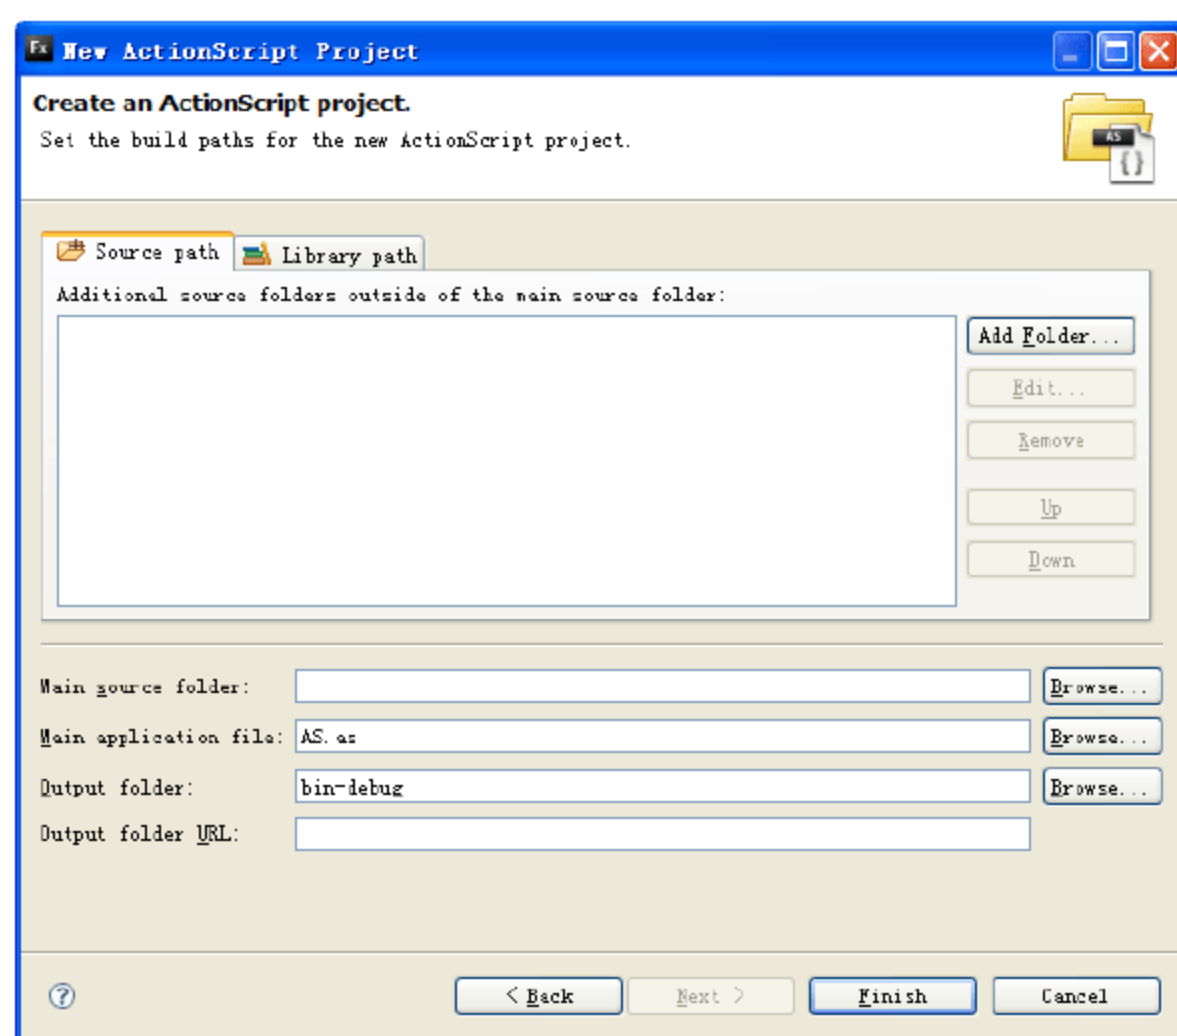 Fx New ActionScript Project
Create an ActionScript project.
Set the build paths for the new ActionScript project.
AS
{}
Source path
Library path
Additional source folders outside of the main source folder:
Add Folder...
Edit...
Remove
Up
Down
Main source folder:
Browse...
Main application file:
AS.as
Browse...
Output folder:
bin-debug
Browse...
Output folder URL:
?
< Back
Next >
Finish
Cancel